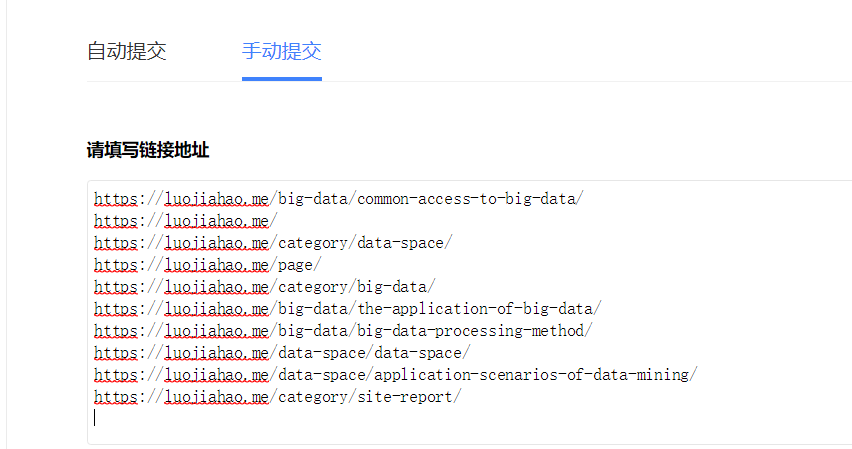 自动提交 手动提交
请填写链接地址
https://luojiahao.me/big-data/common-access-to-big-data/
https://luojiahao.me/
https://luojiahao.me/category/data-space/
https://luojiahao.me/page/
https://luojiahao.me/category/big-data/
https://luojiahao.me/big-data/the-application-of-big-data/
https://luojiahao.me/big-data/big-data-processing-method/
https://luojiahao.me/data-space/data-space/
https://luojiahao.me/data-space/application-scenarios-of-data-mining/
https://luojiahao.me/category/site-report/